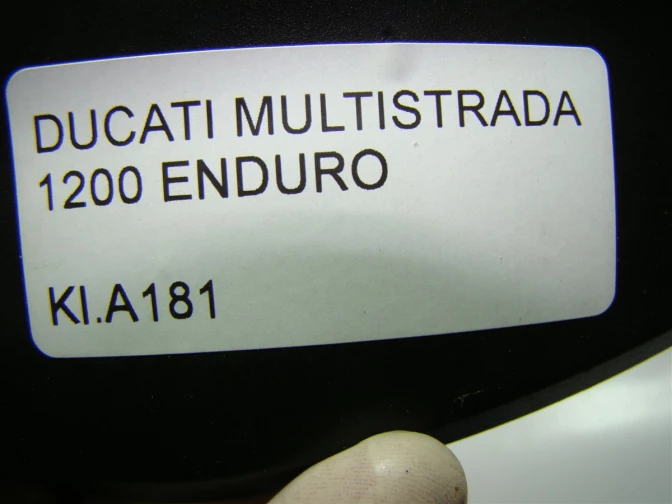 DUCATI MULTISTRADA
1200 ENDURO
KI.A181